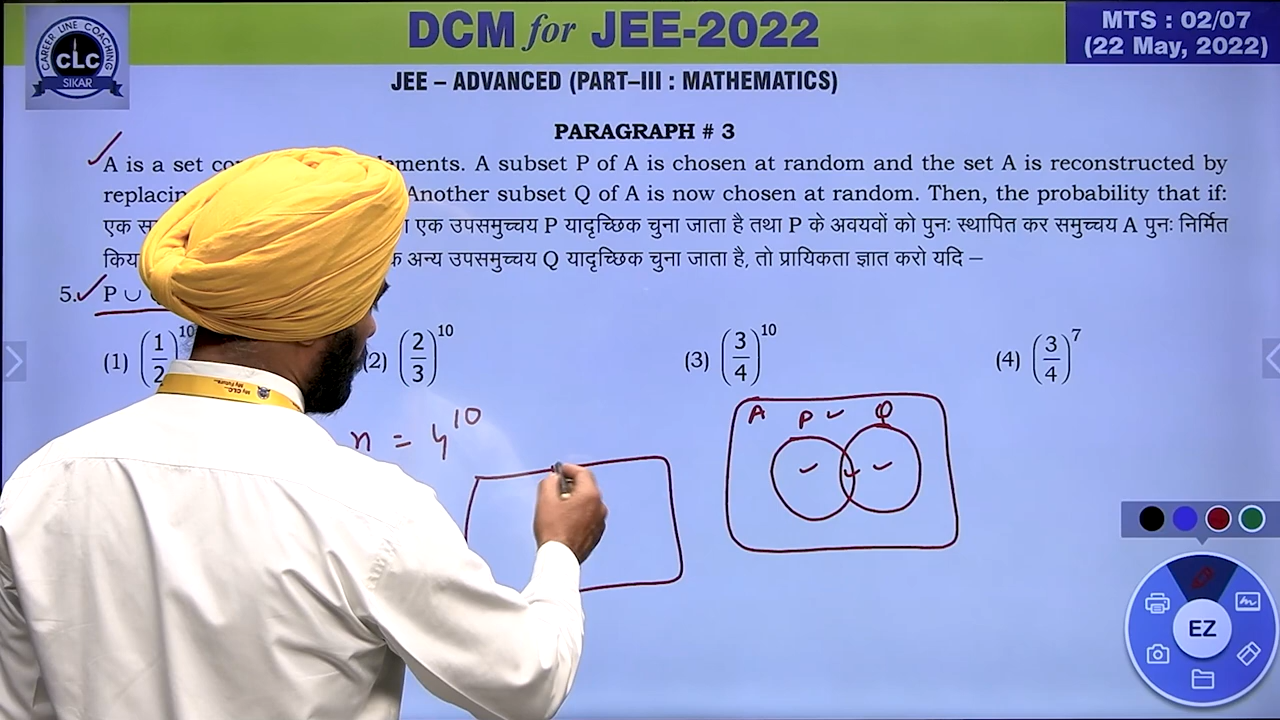 DCM for JEE-2022
MTS : 02/07
(22 May, 2022)
CAREER LINE COACHING
CLC
SIKAR
JEE – ADVANCED (PART–III : MATHEMATICS)
PARAGRAPH # 3
A is a set ements. A subset P of A is chosen at random and the set A is reconstructed by
Another subset Q of A is now chosen at random. Then, the probability that if:
एक एक उपसमुच्चय P यादृच्छिक चुना जाता है तथा P के अवयवों को पुनः स्थापित कर समुच्चय A पुनः निर्मित
अन्य उपसमुच्चय Q यादृच्छिक चुना जाता है, तो प्रायिकता ज्ञात करो यदि –
5. P ∪
(1) (1/2)^10 (2) (2/3)^10 (3) (3/4)^10 (4) (3/4)^7
n = 4^10
A P Q
EZ